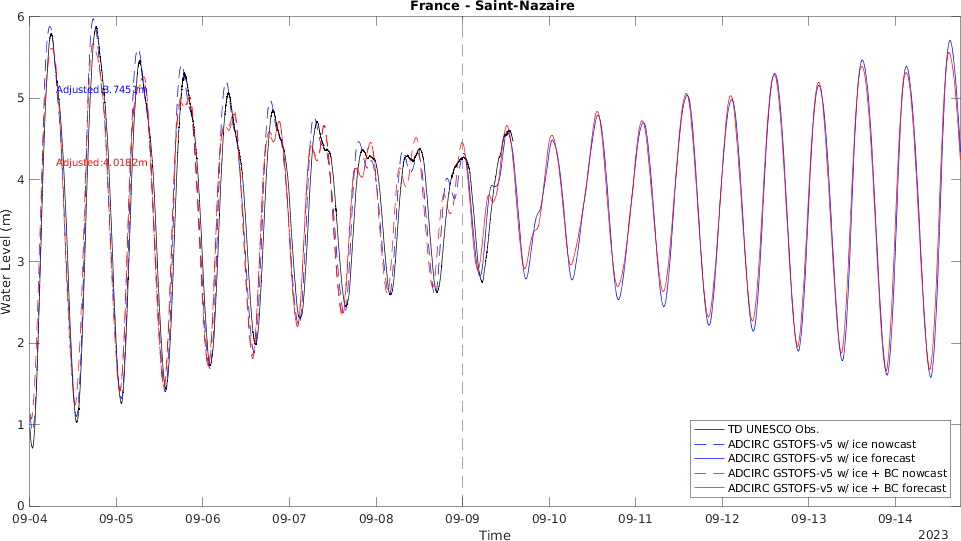 France - Saint-Nazaire
6
5
4
3
2
1
0
Water Level (m)
Adjusted:3.7451m
Adjusted:4.0182m
TD UNESCO Obs.
ADCIRC GSTOFS-v5 w/ ice nowcast
ADCIRC GSTOFS-v5 w/ ice forecast
ADCIRC GSTOFS-v5 w/ ice + BC nowcast
ADCIRC GSTOFS-v5 w/ ice + BC forecast
09-04 09-05 09-06 09-07 09-08 09-09 09-10 09-11 09-12 09-13 09-14
Time
2023